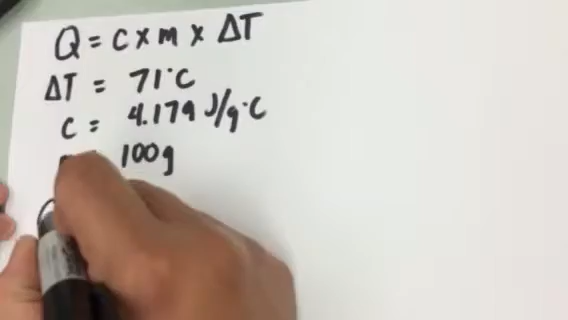 Q = C x m x ΔT
ΔT = 71°C
C = 4.179 J/g°C
100g